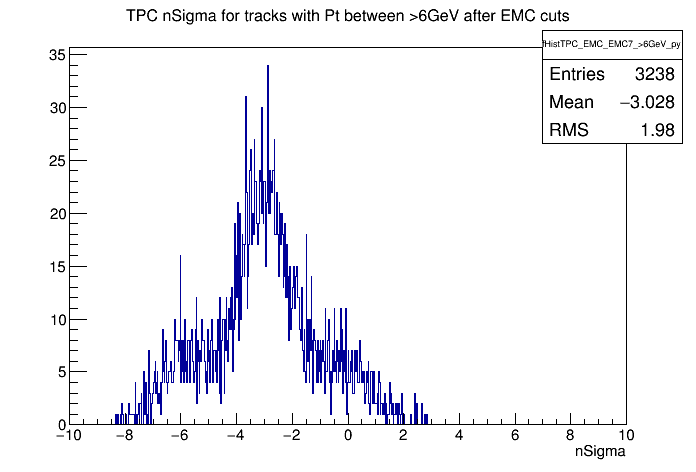 TPC nSigma for tracks with Pt between >6GeV after EMC cuts
fHistTPC_EMC_EMC7_>6GeV_py
Entries 3238
Mean −3.028
RMS 1.98
35
30
25
20
15
10
5
0
−10 −8 −6 −4 −2 0 2 4 6 8 10
nSigma